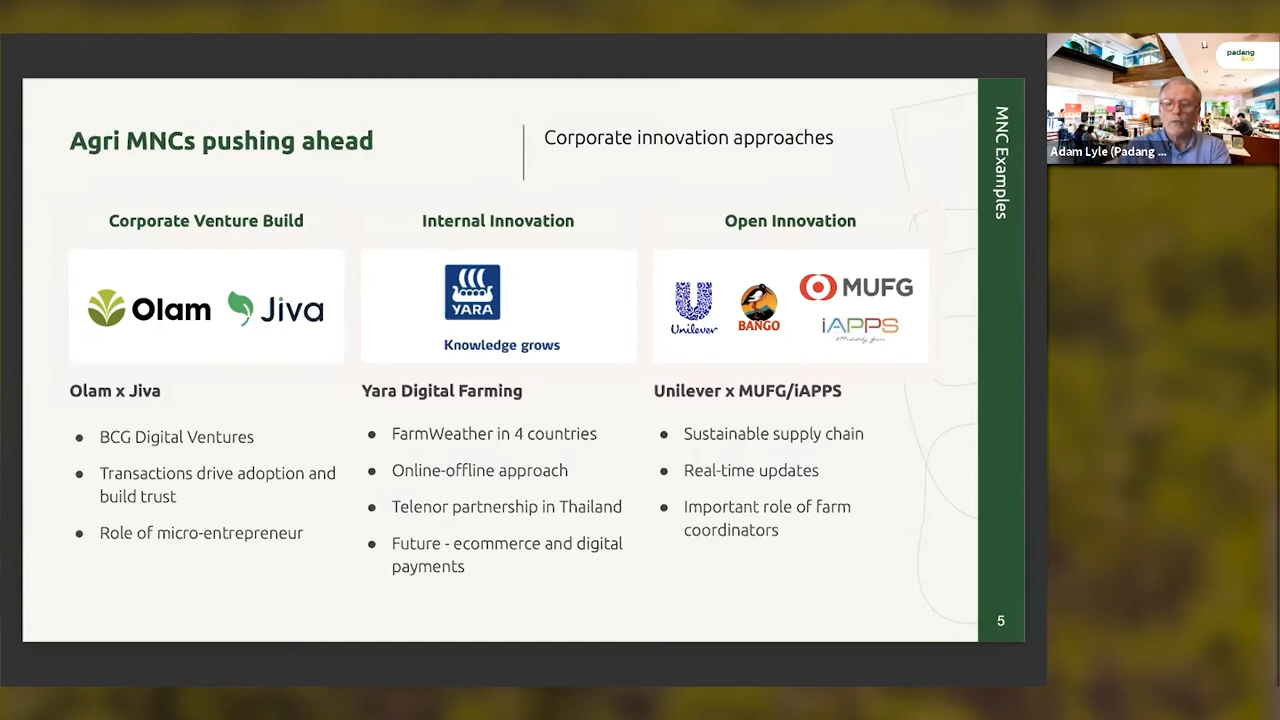 Agri MNCs pushing ahead
Corporate innovation approaches
MNC Examples
Corporate Venture Build
Internal Innovation
Open Innovation
Olam
Jiva
YARA
Knowledge grows
Unilever
BANGO
MUFG
iAPPS
Olam x Jiva
BCG Digital Ventures
Transactions drive adoption and
build trust
Role of micro-entrepreneur
Yara Digital Farming
FarmWeather in 4 countries
Online-offline approach
Telenor partnership in Thailand
Future - ecommerce and digital
payments
Unilever x MUFG/iAPPS
Sustainable supply chain
Real-time updates
Important role of farm
coordinators
5
padang
&co
Adam Lyle (Padang ...